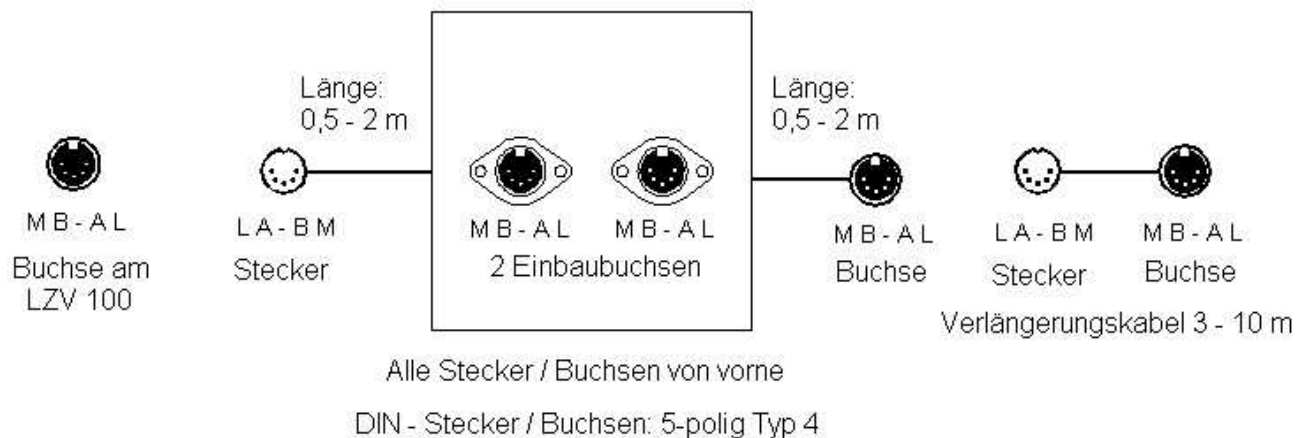 Länge:
0,5 - 2 m
Länge:
0,5 - 2 m
M B - A L
L A - B M
M B - A L
M B - A L
M B - A L
L A - B M
M B - A L
Buchse am
LZV 100
Stecker
2 Einbaubuchsen
Buchse
Stecker
Buchse
Verlängerungskabel 3 - 10 m
Alle Stecker / Buchsen von vorne
DIN - Stecker / Buchsen: 5-polig Typ 4